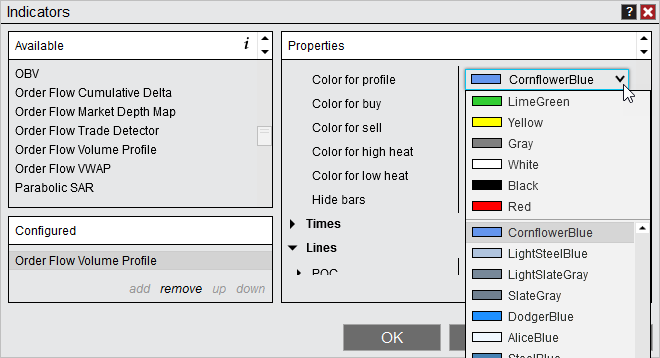 Indicators
?
Available
i
OBV
Order Flow Cumulative Delta
Order Flow Market Depth Map
Order Flow Trade Detector
Order Flow Volume Profile
Order Flow VWAP
Parabolic SAR
Configured
Order Flow Volume Profile
add remove up down
Properties
Color for profile
Color for buy
Color for sell
Color for high heat
Color for low heat
Hide bars
Times
Lines
POC
CornflowerBlue
LimeGreen
Yellow
Gray
White
Black
Red
CornflowerBlue
LightSteelBlue
LightSlateGray
SlateGray
DodgerBlue
AliceBlue
SteelBlue
OK